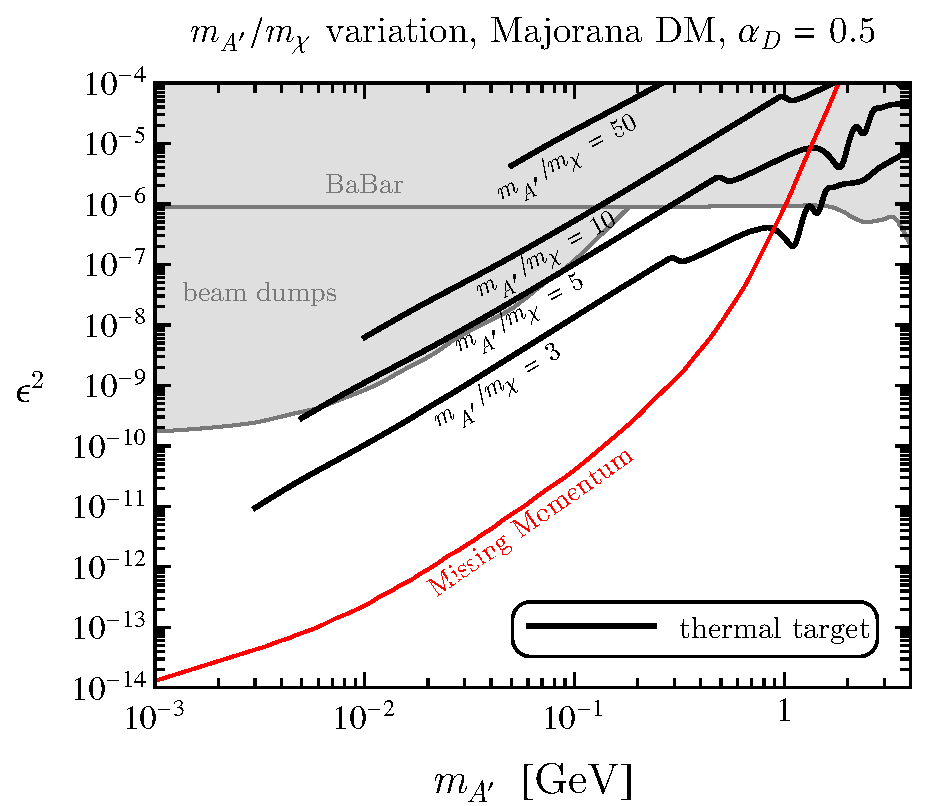 m_{A′}/m_χ variation, Majorana DM, α_D = 0.5
10^{−4}
10^{−5}
10^{−6}
10^{−7}
10^{−8}
10^{−9}
10^{−10}
10^{−11}
10^{−12}
10^{−13}
10^{−14}
ϵ^2
BaBar
beam dumps
m_{A′}/m_χ = 50
m_{A′}/m_χ = 10
m_{A′}/m_χ = 5
m_{A′}/m_χ = 3
Missing Momentum
thermal target
10^{−3}
10^{−2}
10^{−1}
1
m_{A′} [GeV]